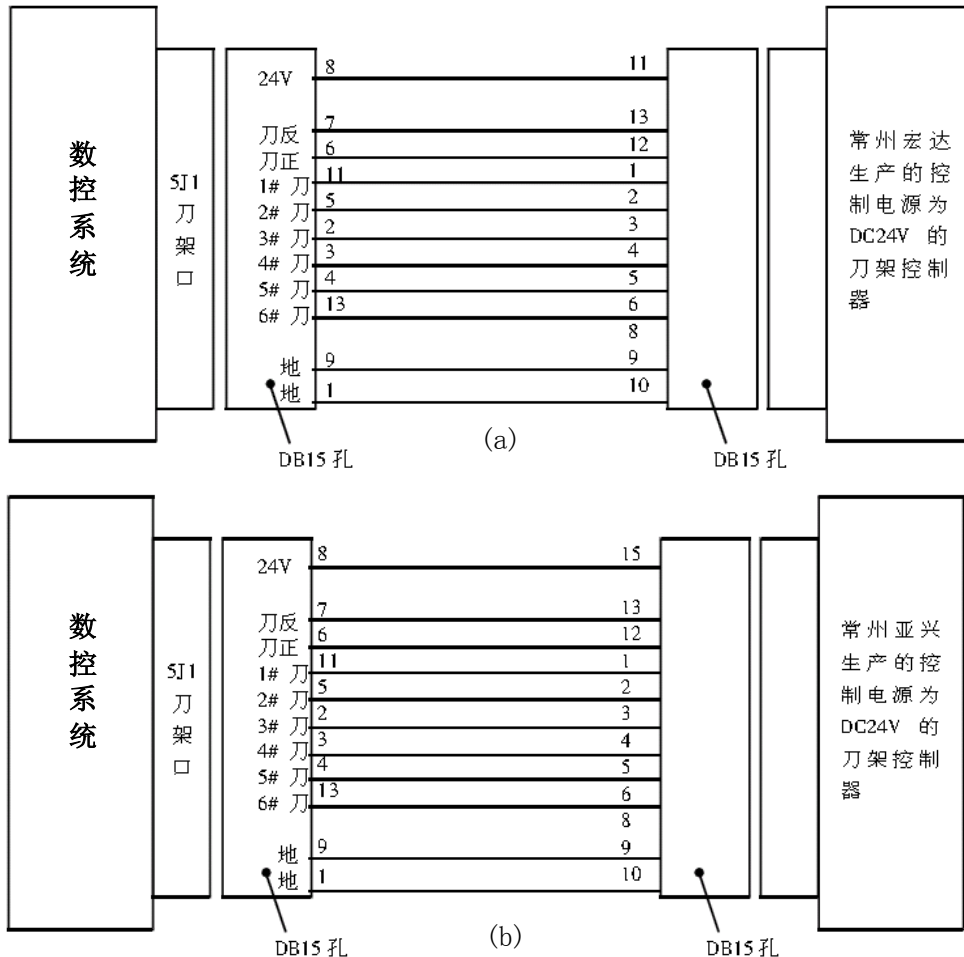 数控系统
5J1刀架口
24V 8 11
刀反 7 13
刀正 6 12
1# 刀 11 1
2# 刀 5 2
3# 刀 2 3
4# 刀 3 4
5# 刀 4 5
6# 刀 13 6
8
地 9 9
地 1 10
DB15 孔
DB15 孔
常州宏达
生产的控
制电源为
DC24V 的
刀架控制
器
(a)
数控系统
5J1刀架口
24V 8 15
刀反 7 13
刀正 6 12
1# 刀 11 1
2# 刀 5 2
3# 刀 2 3
4# 刀 3 4
5# 刀 4 5
6# 刀 13 6
8
地 9 9
地 1 10
DB15 孔
DB15 孔
常州亚兴
生产的控
制电源为
DC24V 的
刀架控制
器
(b)